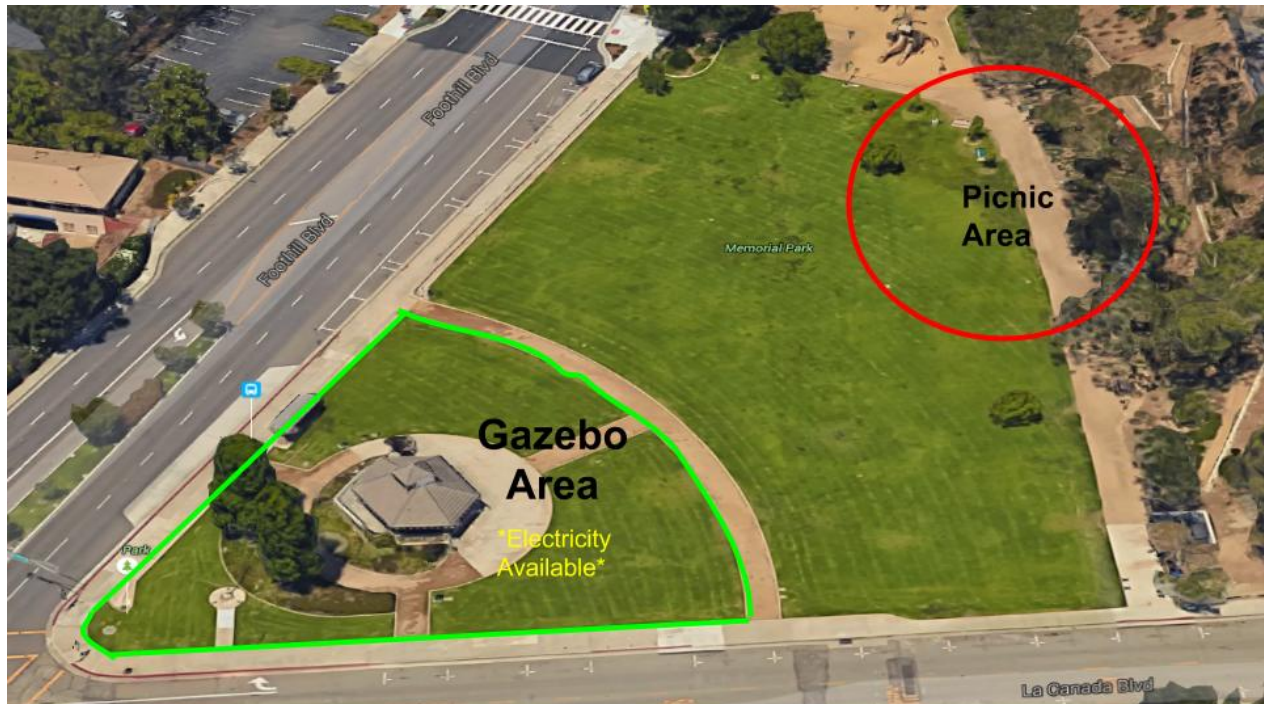 Foothill Blvd
Foothill Blvd
Picnic
Area
Memorial Park
Gazebo
Area
*Electricity
Available*
Park
La Canada Blvd